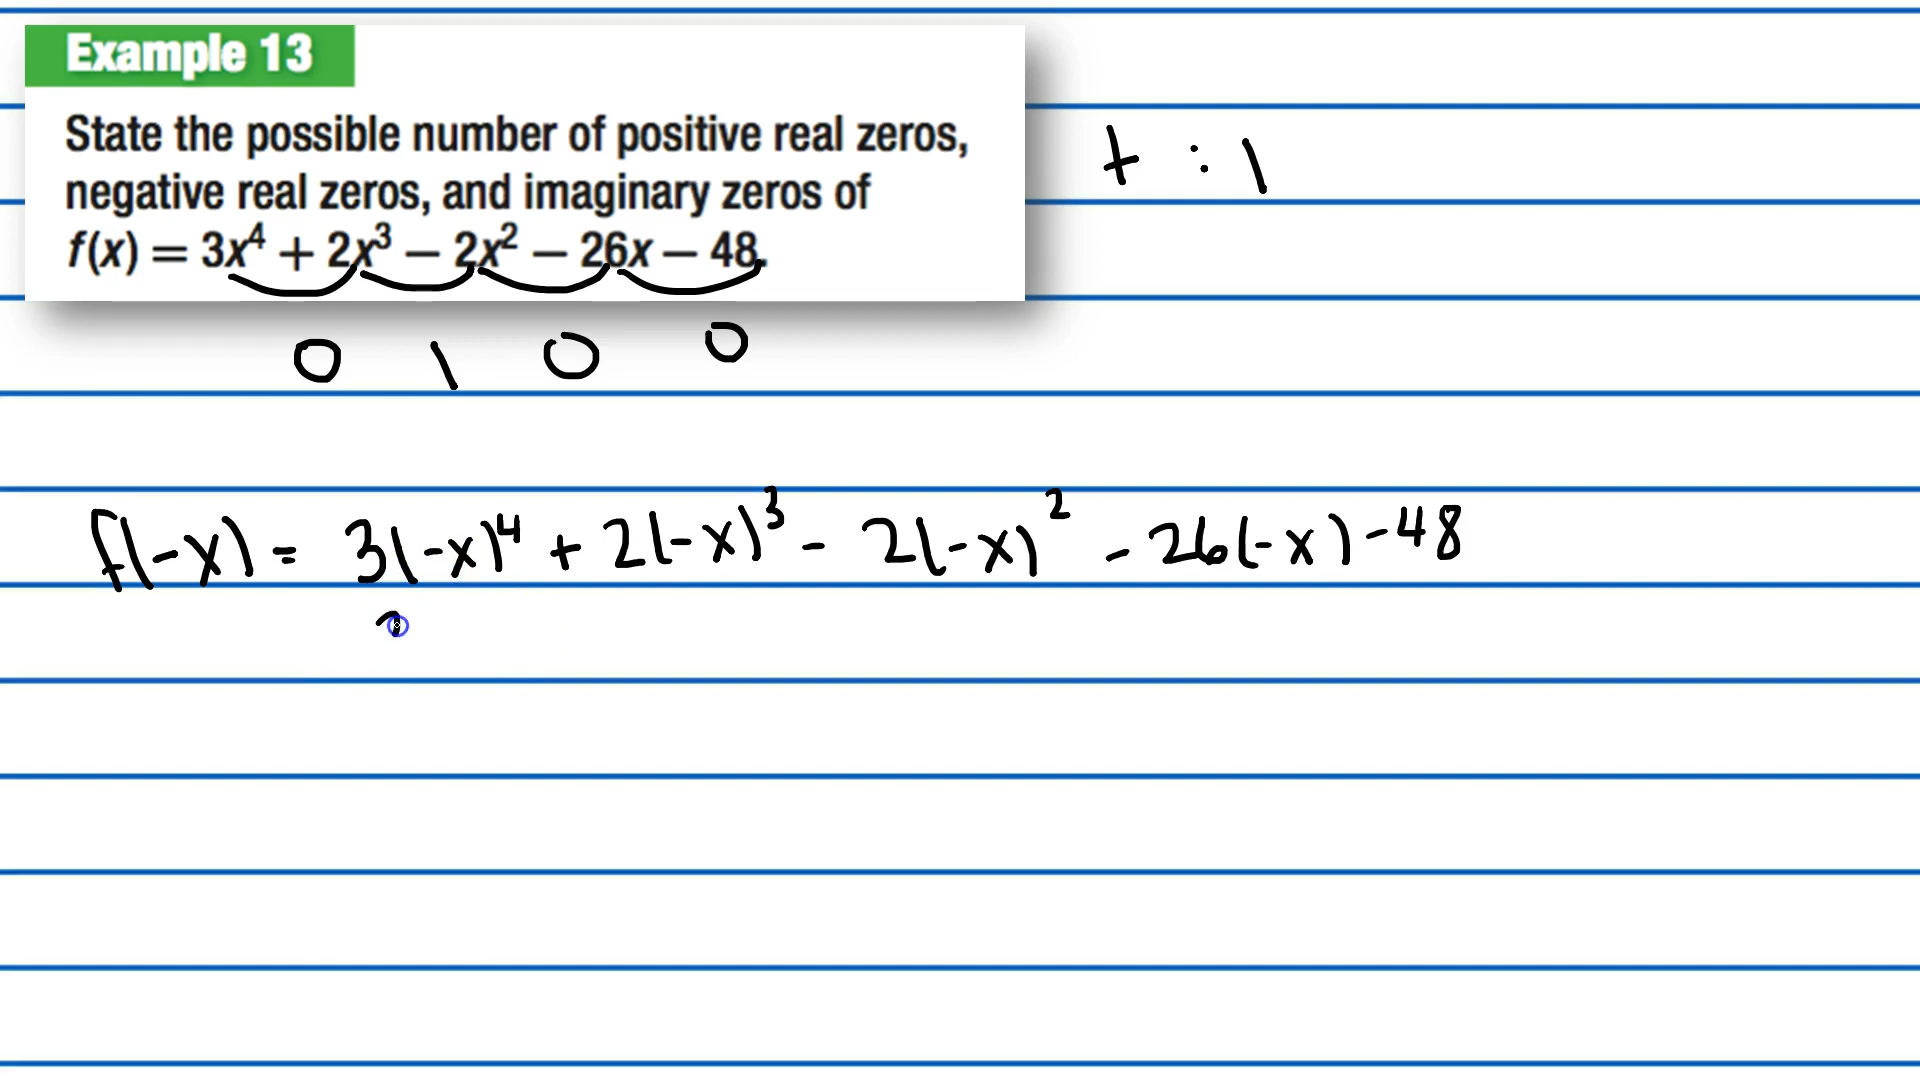 Example 13
State the possible number of positive real zeros,
negative real zeros, and imaginary zeros of
f(x) = 3x⁴ + 2x³ − 2x² − 26x − 48.
+ : 1
0 1 0 0
f(-x) = 3(-x)⁴ + 2(-x)³ - 2(-x)² - 26(-x) - 48